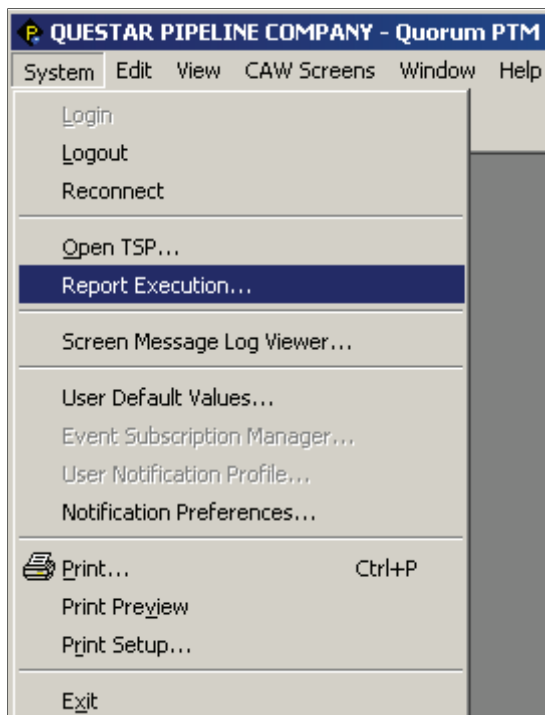 QUESTAR PIPELINE COMPANY - Quorum PTM
System Edit View CAW Screens Window Help
Login
Logout
Reconnect
Open TSP...
Report Execution...
Screen Message Log Viewer...
User Default Values...
Event Subscription Manager...
User Notification Profile...
Notification Preferences...
Print... Ctrl+P
Print Preview
Print Setup...
Exit